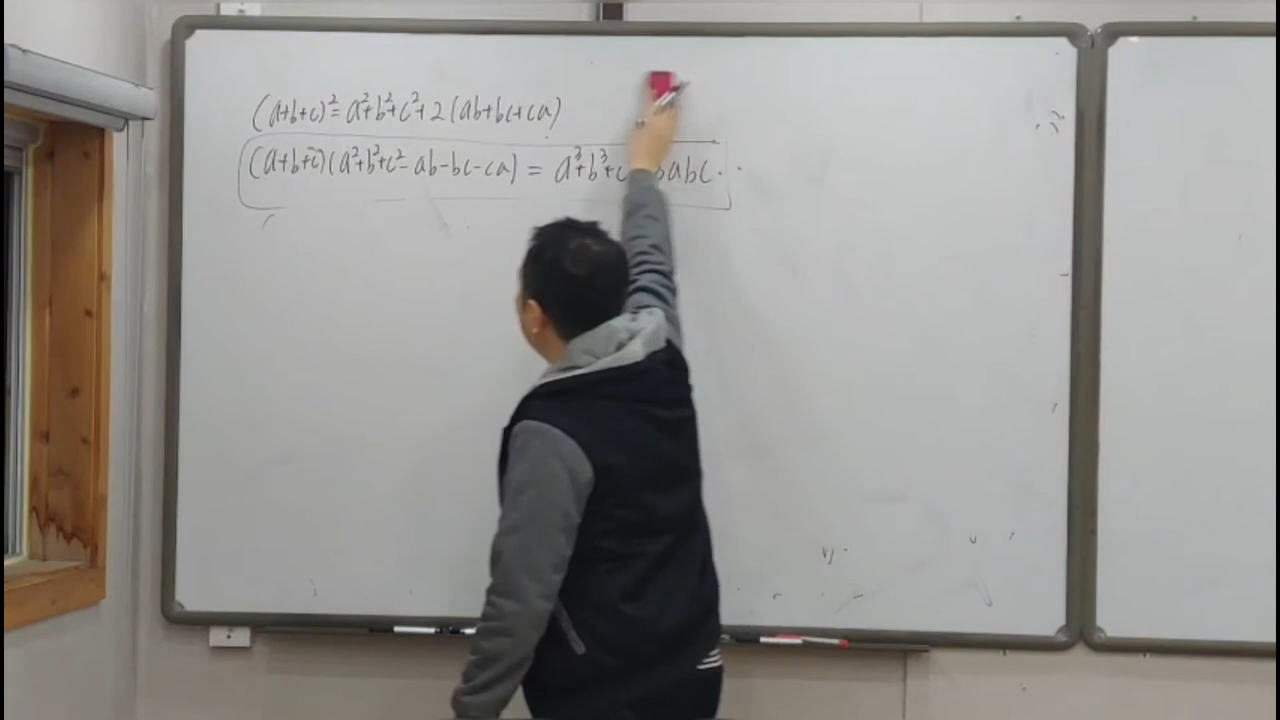 (a+b+c)²=a²+b²+c²+2(ab+bc+ca)
(a+b+c)(a²+b²+c²-ab-bc-ca) = a³+b³+c abc.